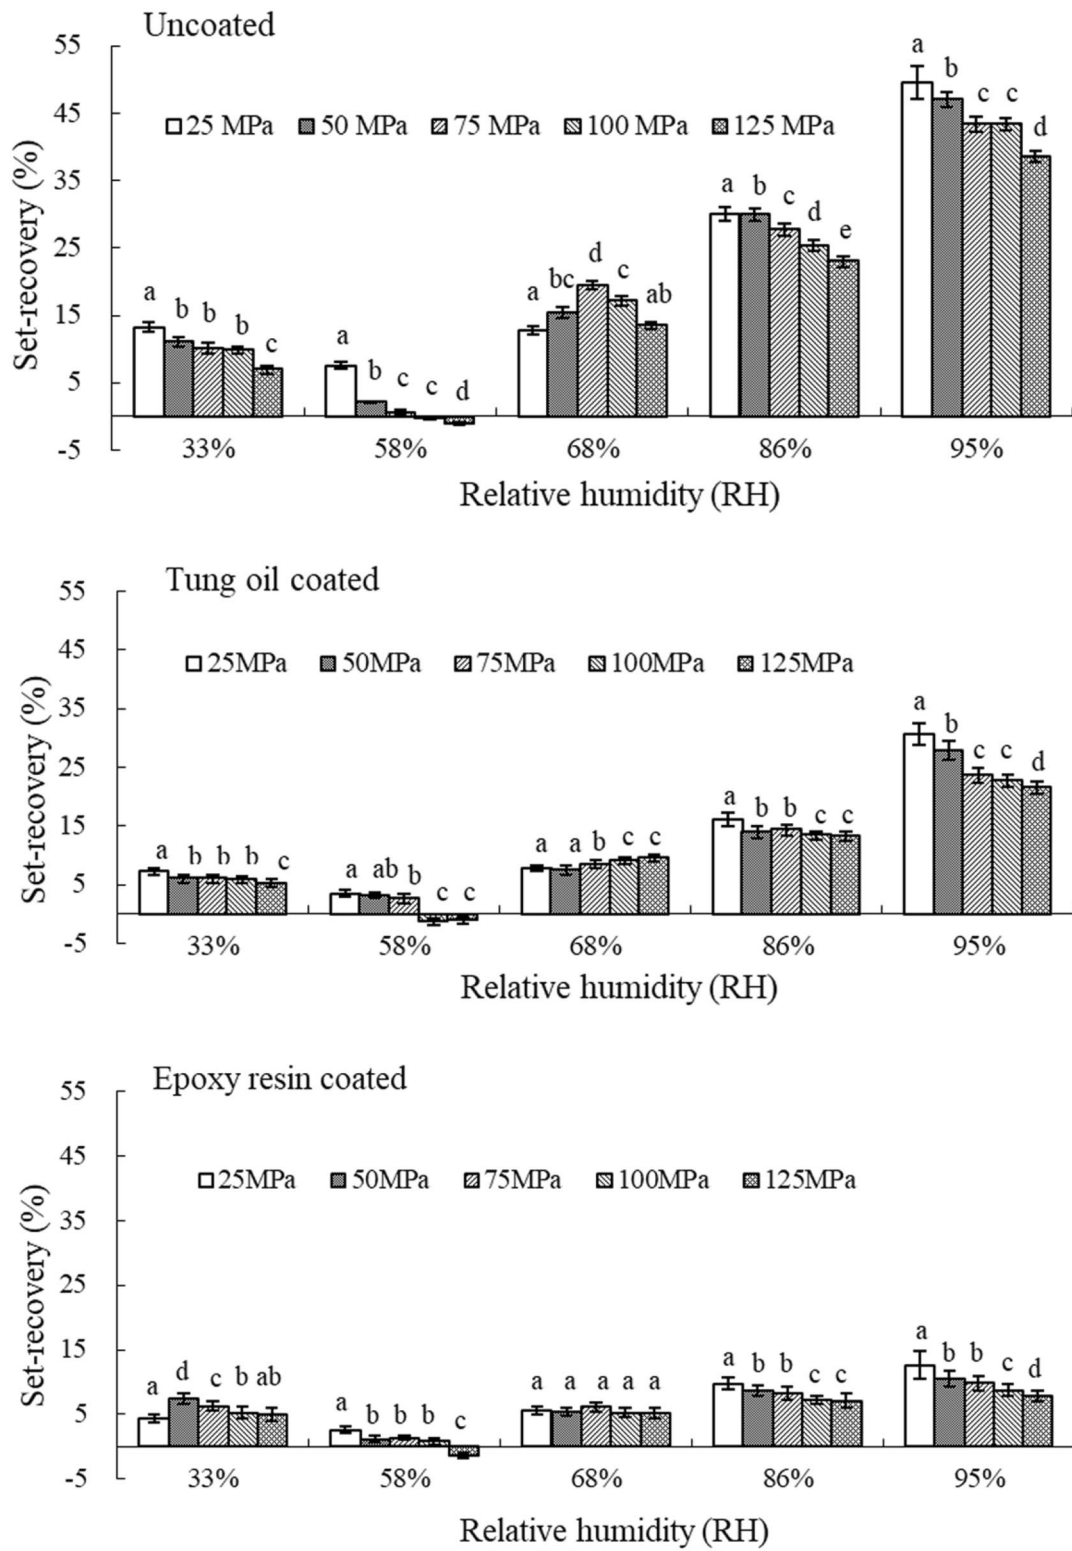 Uncoated
55
45
35
25
15
5
-5
Set-recovery (%)
25 MPa 50 MPa 75 MPa 100 MPa 125 MPa
a b b b c
a b c c d
a bc d c ab
a b c d e
a b c c d
33% 58% 68% 86% 95%
Relative humidity (RH)
Tung oil coated
55
45
35
25
15
5
-5
Set-recovery (%)
25MPa 50MPa 75MPa 100MPa 125MPa
a b b b c
a ab b c c
a a b c c
a b b c c
a b c c d
33% 58% 68% 86% 95%
Relative humidity (RH)
Epoxy resin coated
55
45
35
25
15
5
-5
Set-recovery (%)
25MPa 50MPa 75MPa 100MPa 125MPa
a d c b ab
a b b b c
a a a a a
a b b c c
a b b c d
33% 58% 68% 86% 95%
Relative humidity (RH)